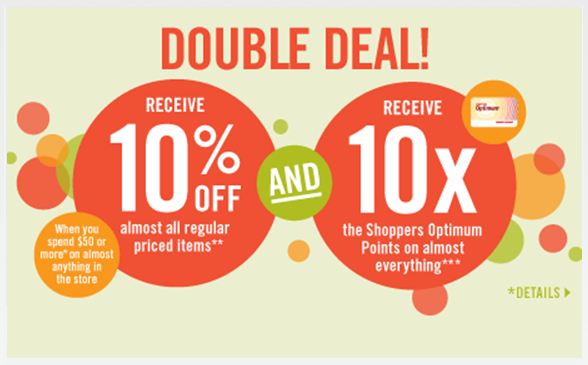 DOUBLE DEAL!
RECEIVE
10% OFF
almost all regular
priced items**
When you
spend $50 or
more* on almost
anything in
the store
AND
RECEIVE
10x
the Shoppers Optimum
Points on almost
everything***
Optimum
*DETAILS